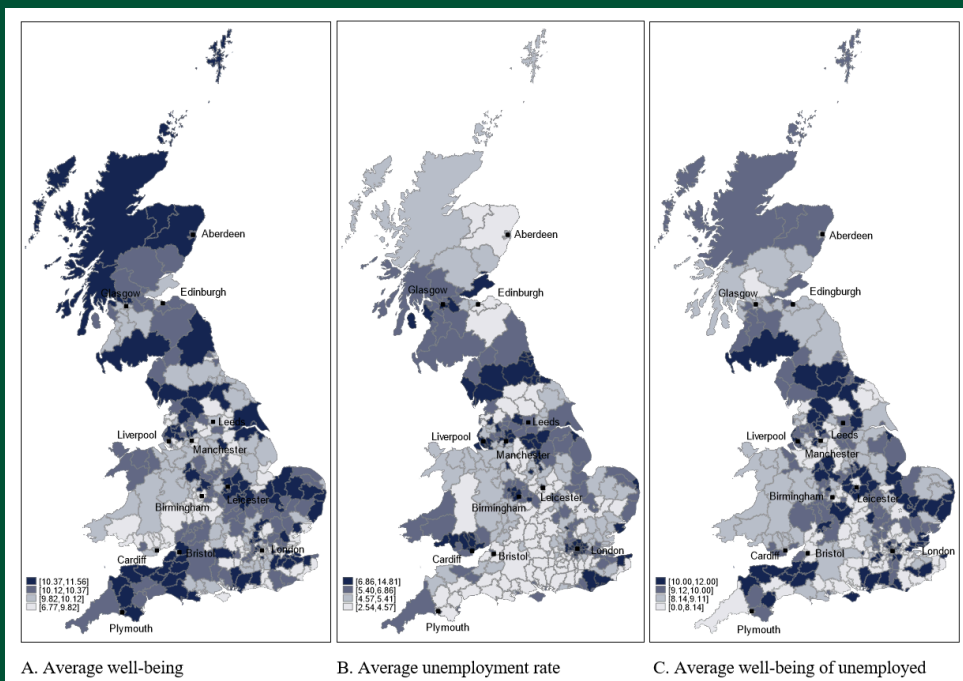 Aberdeen
Glasgow
Edinburgh
Leeds
Liverpool
Manchester
Leicester
Birmingham
Cardiff
Bristol
London
Plymouth
[10.37,11.56]
[10.12,10.37]
[9.82,10.12]
[6.77,9.82]
A. Average well-being
Aberdeen
Glasgow
Edinburgh
Leeds
Liverpool
Manchester
Leicester
Birmingham
Cardiff
Bristol
London
Plymouth
[6.86,14.81]
[5.40,6.86]
[4.57,5.41]
[2.54,4.57]
B. Average unemployment rate
Aberdeen
Glasgow
Edingburgh
Liverpool
Leeds
Manchester
Birmingham
Leicester
Cardiff
Bristol
London
Plymouth
[10.00,12.00]
[9.12,10.00]
[8.14,9.11]
[0.0,8.14]
C. Average well-being of unemployed